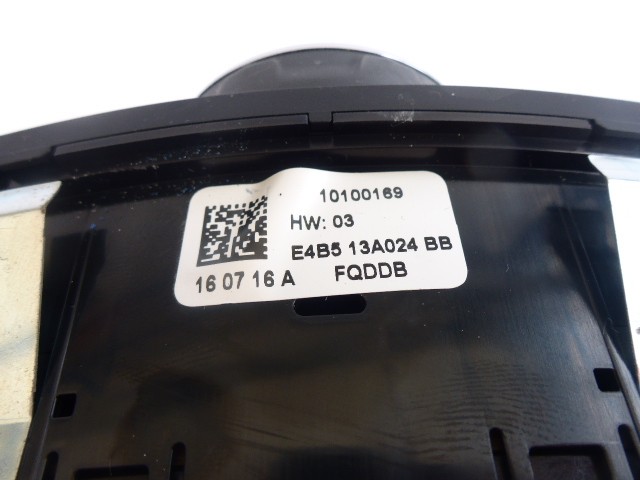 10100169
HW: 03
E4B5 13A024 BB
16 07 16 A FQDDB